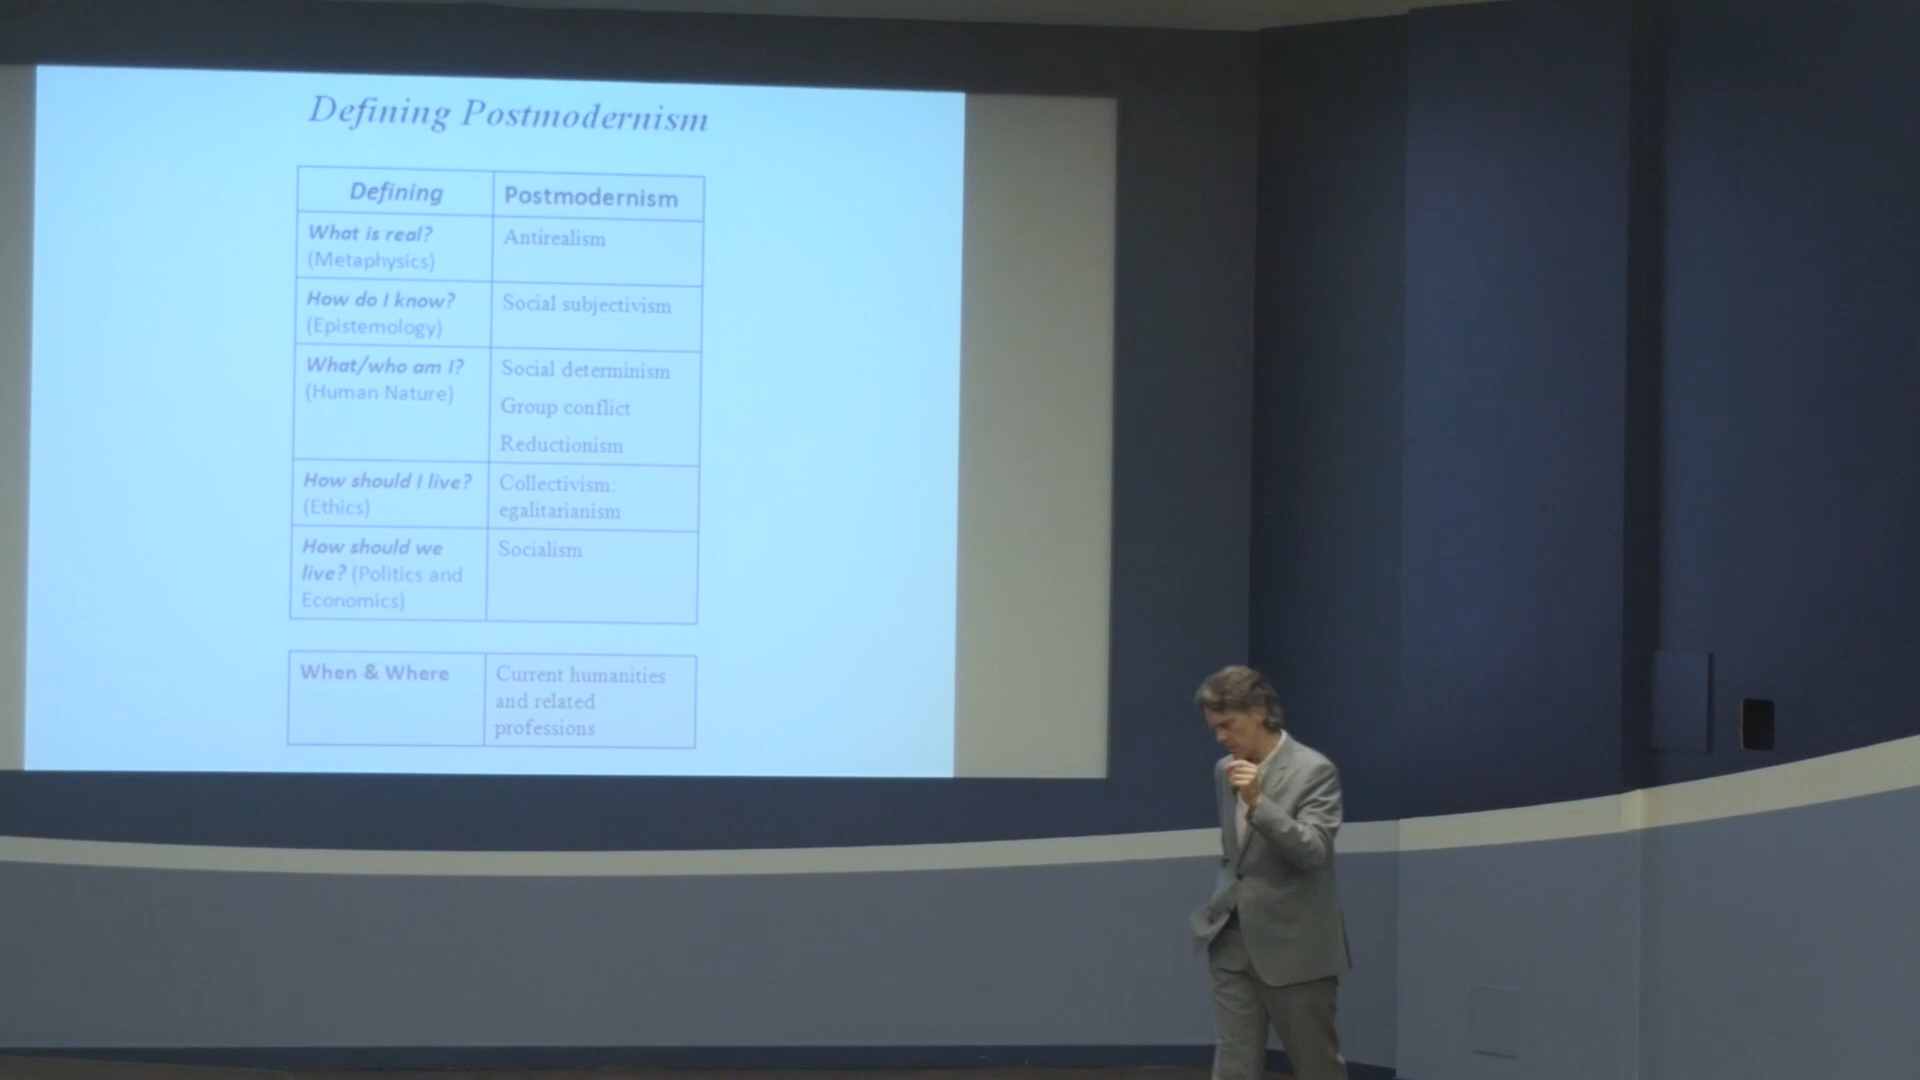 Defining Postmodernism
Defining Postmodernism
What is real? Antirealism
(Metaphysics)
How do I know? Social subjectivism
(Epistemology)
What/who am I? Social determinism
(Human Nature) Group conflict
Reductionism
How should I live? Collectivism:
(Ethics) egalitarianism
How should we Socialism
live? (Politics and
Economics)
When & Where Current humanities
and related
professions